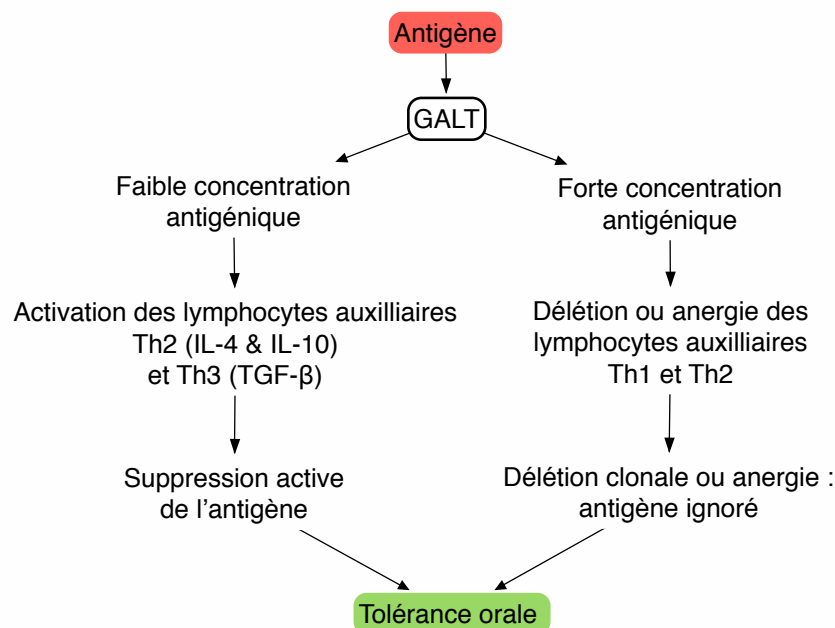 Antigène
GALT
Faible concentration
antigénique
Forte concentration
antigénique
Activation des lymphocytes auxilliaires
Th2 (IL-4 & IL-10)
et Th3 (TGF-β)
Délétion ou anergie des
lymphocytes auxilliaires
Th1 et Th2
Suppression active
de l’antigène
Délétion clonale ou anergie :
antigène ignoré
Tolérance orale